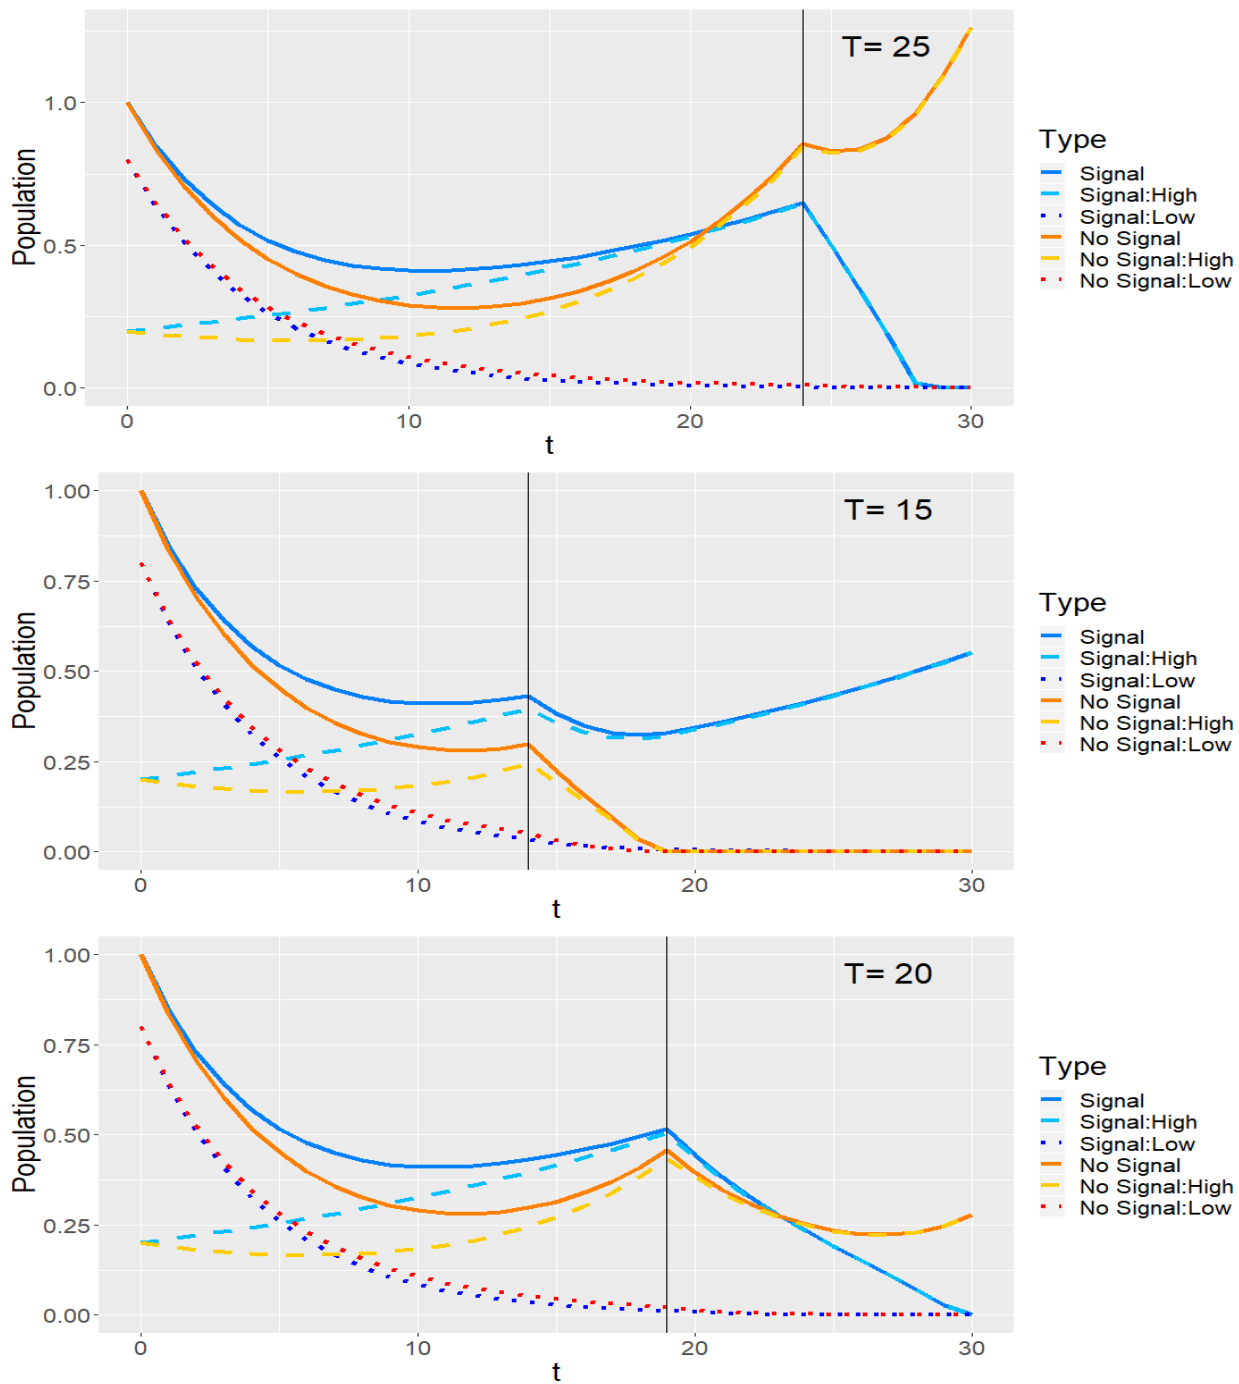 T= 25
1.0
0.5
0.0
Population
0
10
20
30
t
Type
Signal
Signal:High
Signal:Low
No Signal
No Signal:High
No Signal:Low
T= 15
1.00
0.75
0.50
0.25
0.00
Population
0
10
20
30
t
Type
Signal
Signal:High
Signal:Low
No Signal
No Signal:High
No Signal:Low
T= 20
1.00
0.75
0.50
0.25
0.00
Population
0
10
20
30
t
Type
Signal
Signal:High
Signal:Low
No Signal
No Signal:High
No Signal:Low